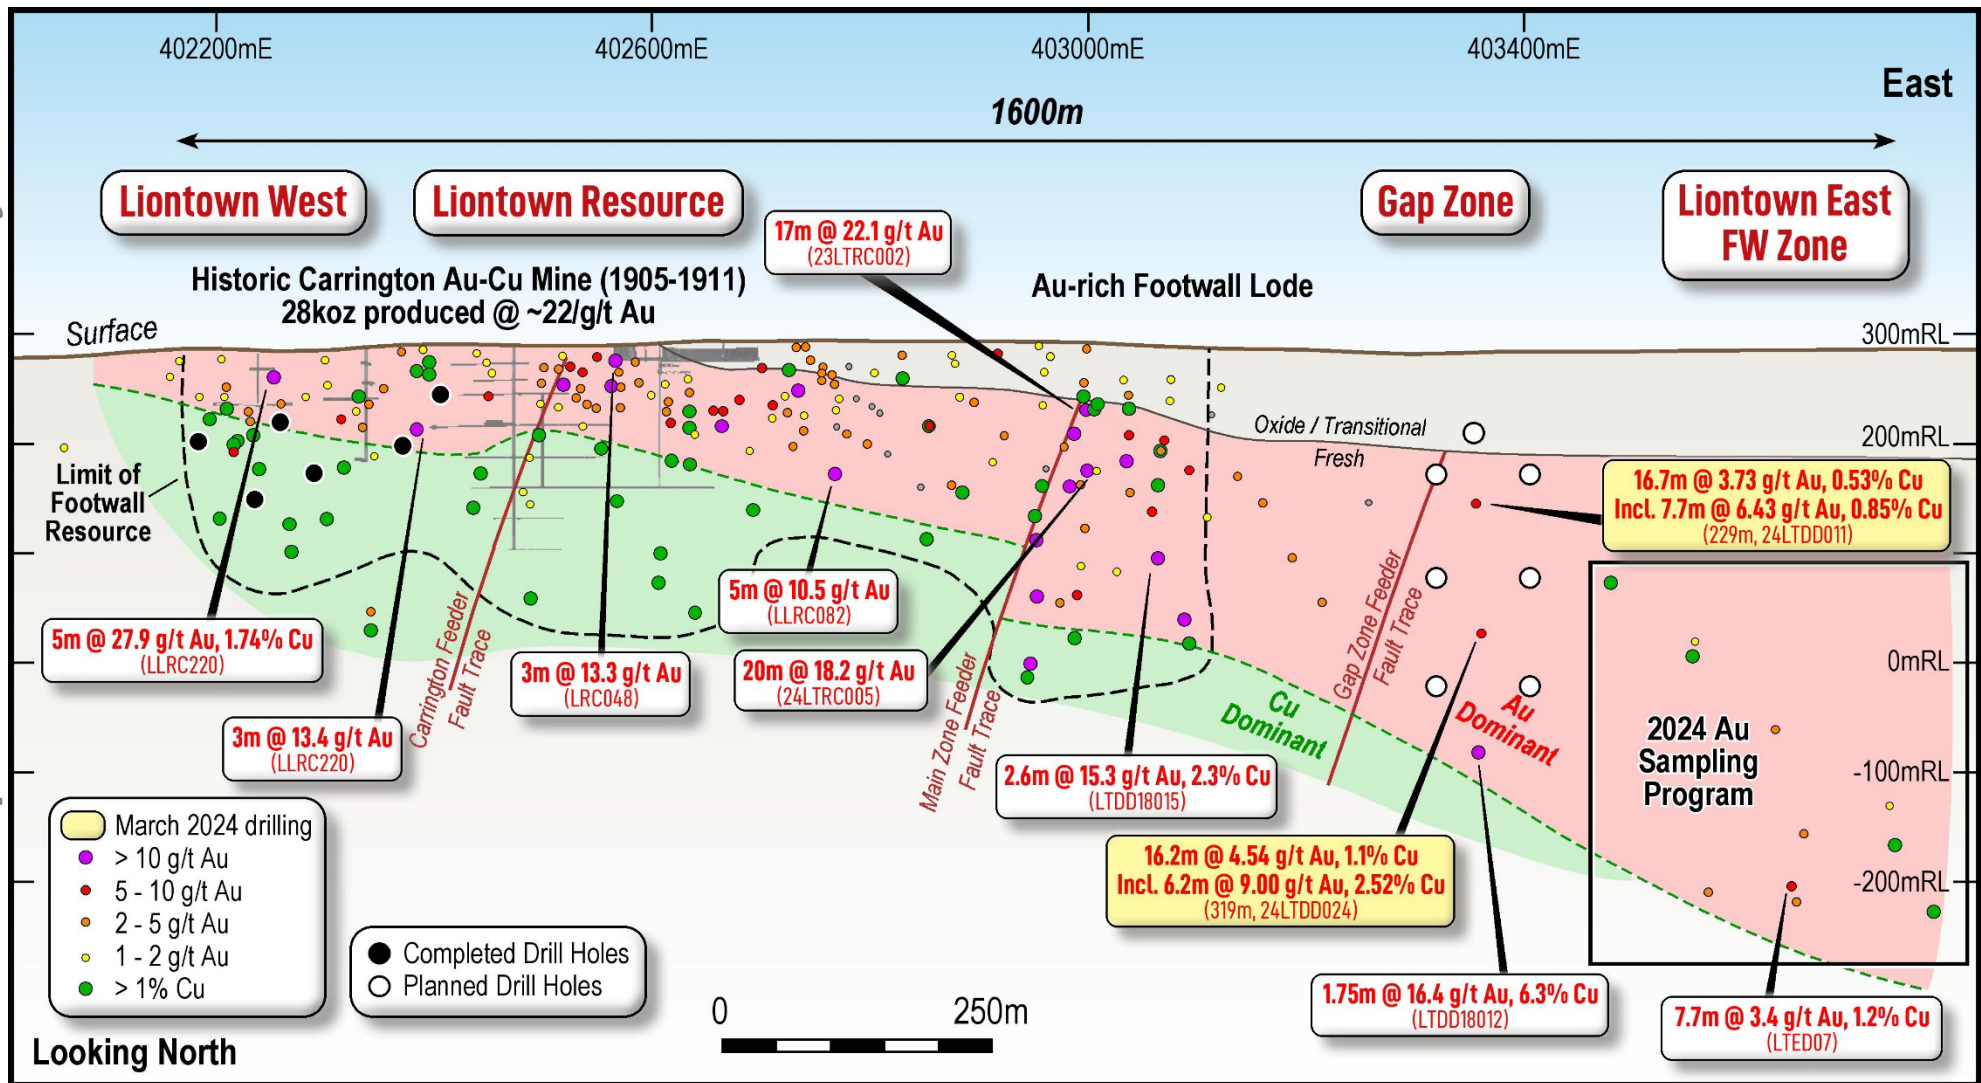 402200mE
402600mE
403000mE
403400mE
East
1600m
Liontown West
Liontown Resource
Gap Zone
Liontown East
FW Zone
17m @ 22.1 g/t Au
(23LTRC002)
Historic Carrington Au-Cu Mine (1905-1911)
28koz produced @ ~22/g/t Au
Au-rich Footwall Lode
Surface
300mRL
Oxide / Transitional
Fresh
200mRL
Limit of
Footwall
Resource
16.7m @ 3.73 g/t Au, 0.53% Cu
Incl. 7.7m @ 6.43 g/t Au, 0.85% Cu
(229m, 24LTDD011)
5m @ 10.5 g/t Au
(LLRC082)
5m @ 27.9 g/t Au, 1.74% Cu
(LLRC220)
3m @ 13.3 g/t Au
(LRC048)
20m @ 18.2 g/t Au
(24LTRC005)
0mRL
Carrington Feeder
Fault Trace
Main Zone Feeder
Fault Trace
Gap Zone Feeder
Fault Trace
Cu
Dominant
Au
Dominant
2024 Au
Sampling
Program
3m @ 13.4 g/t Au
(LLRC220)
2.6m @ 15.3 g/t Au, 2.3% Cu
(LTDD18015)
-100mRL
16.2m @ 4.54 g/t Au, 1.1% Cu
Incl. 6.2m @ 9.00 g/t Au, 2.52% Cu
(319m, 24LTDD024)
-200mRL
March 2024 drilling
> 10 g/t Au
5 - 10 g/t Au
2 - 5 g/t Au
1 - 2 g/t Au
> 1% Cu
Completed Drill Holes
Planned Drill Holes
0 250m
1.75m @ 16.4 g/t Au, 6.3% Cu
(LTDD18012)
7.7m @ 3.4 g/t Au, 1.2% Cu
(LTED07)
Looking North